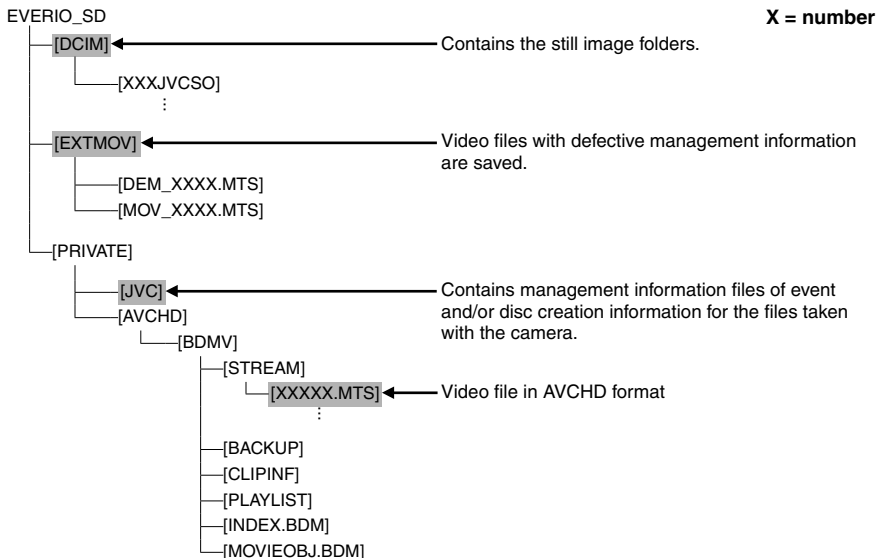 EVERIO_SD
X = number
[DCIM]
Contains the still image folders.
[XXXJVCSO]
[EXTMOV]
Video files with defective management information
are saved.
[DEM_XXXX.MTS]
[MOV_XXXX.MTS]
[PRIVATE]
[JVC]
Contains management information files of event
and/or disc creation information for the files taken
with the camera.
[AVCHD]
[BDMV]
[STREAM]
[XXXXX.MTS]
Video file in AVCHD format
[BACKUP]
[CLIPINF]
[PLAYLIST]
[INDEX.BDM]
[MOVIEOBJ.BDM]